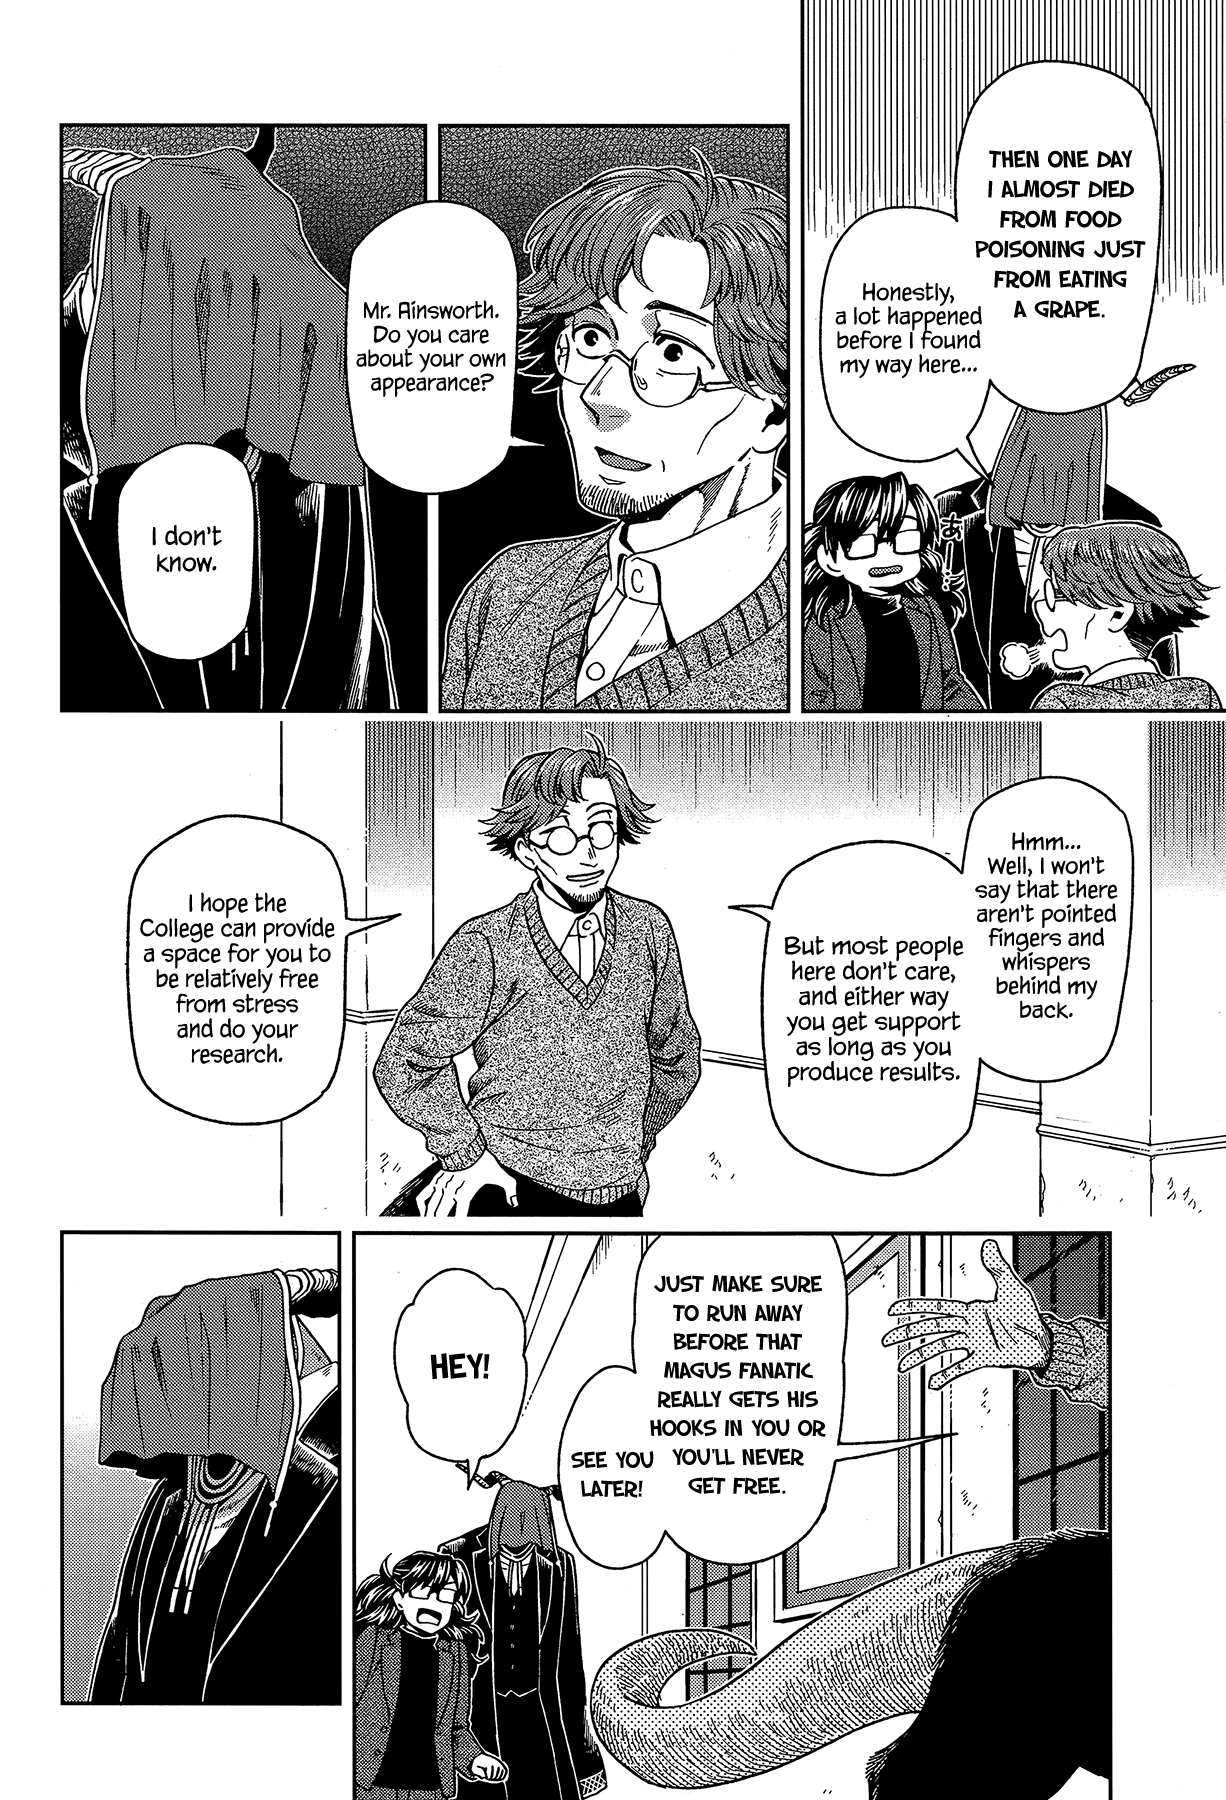 THEN ONE DAY
I ALMOST DIED
FROM FOOD
POISONING JUST
FROM EATING
A GRAPE.
Honestly,
a lot happened
before I found
my way here...
あー...
Mr. Ainsworth.
Do you care
about your own
appearance?
I don't
know.
Hmm...
Well, I won't
say that there
aren't pointed
fingers and
whispers
behind my
back.
But most people
here don't care,
and either way
you get support
as long as you
produce results.
I hope the
College can provide
a space for you to
be relatively free
from stress
and do your
research.
JUST MAKE SURE
TO RUN AWAY
BEFORE THAT
MAGUS FANATIC
REALLY GETS HIS
HOOKS IN YOU OR
YOU'LL NEVER
GET FREE.
SEE YOU
LATER!
HEY!